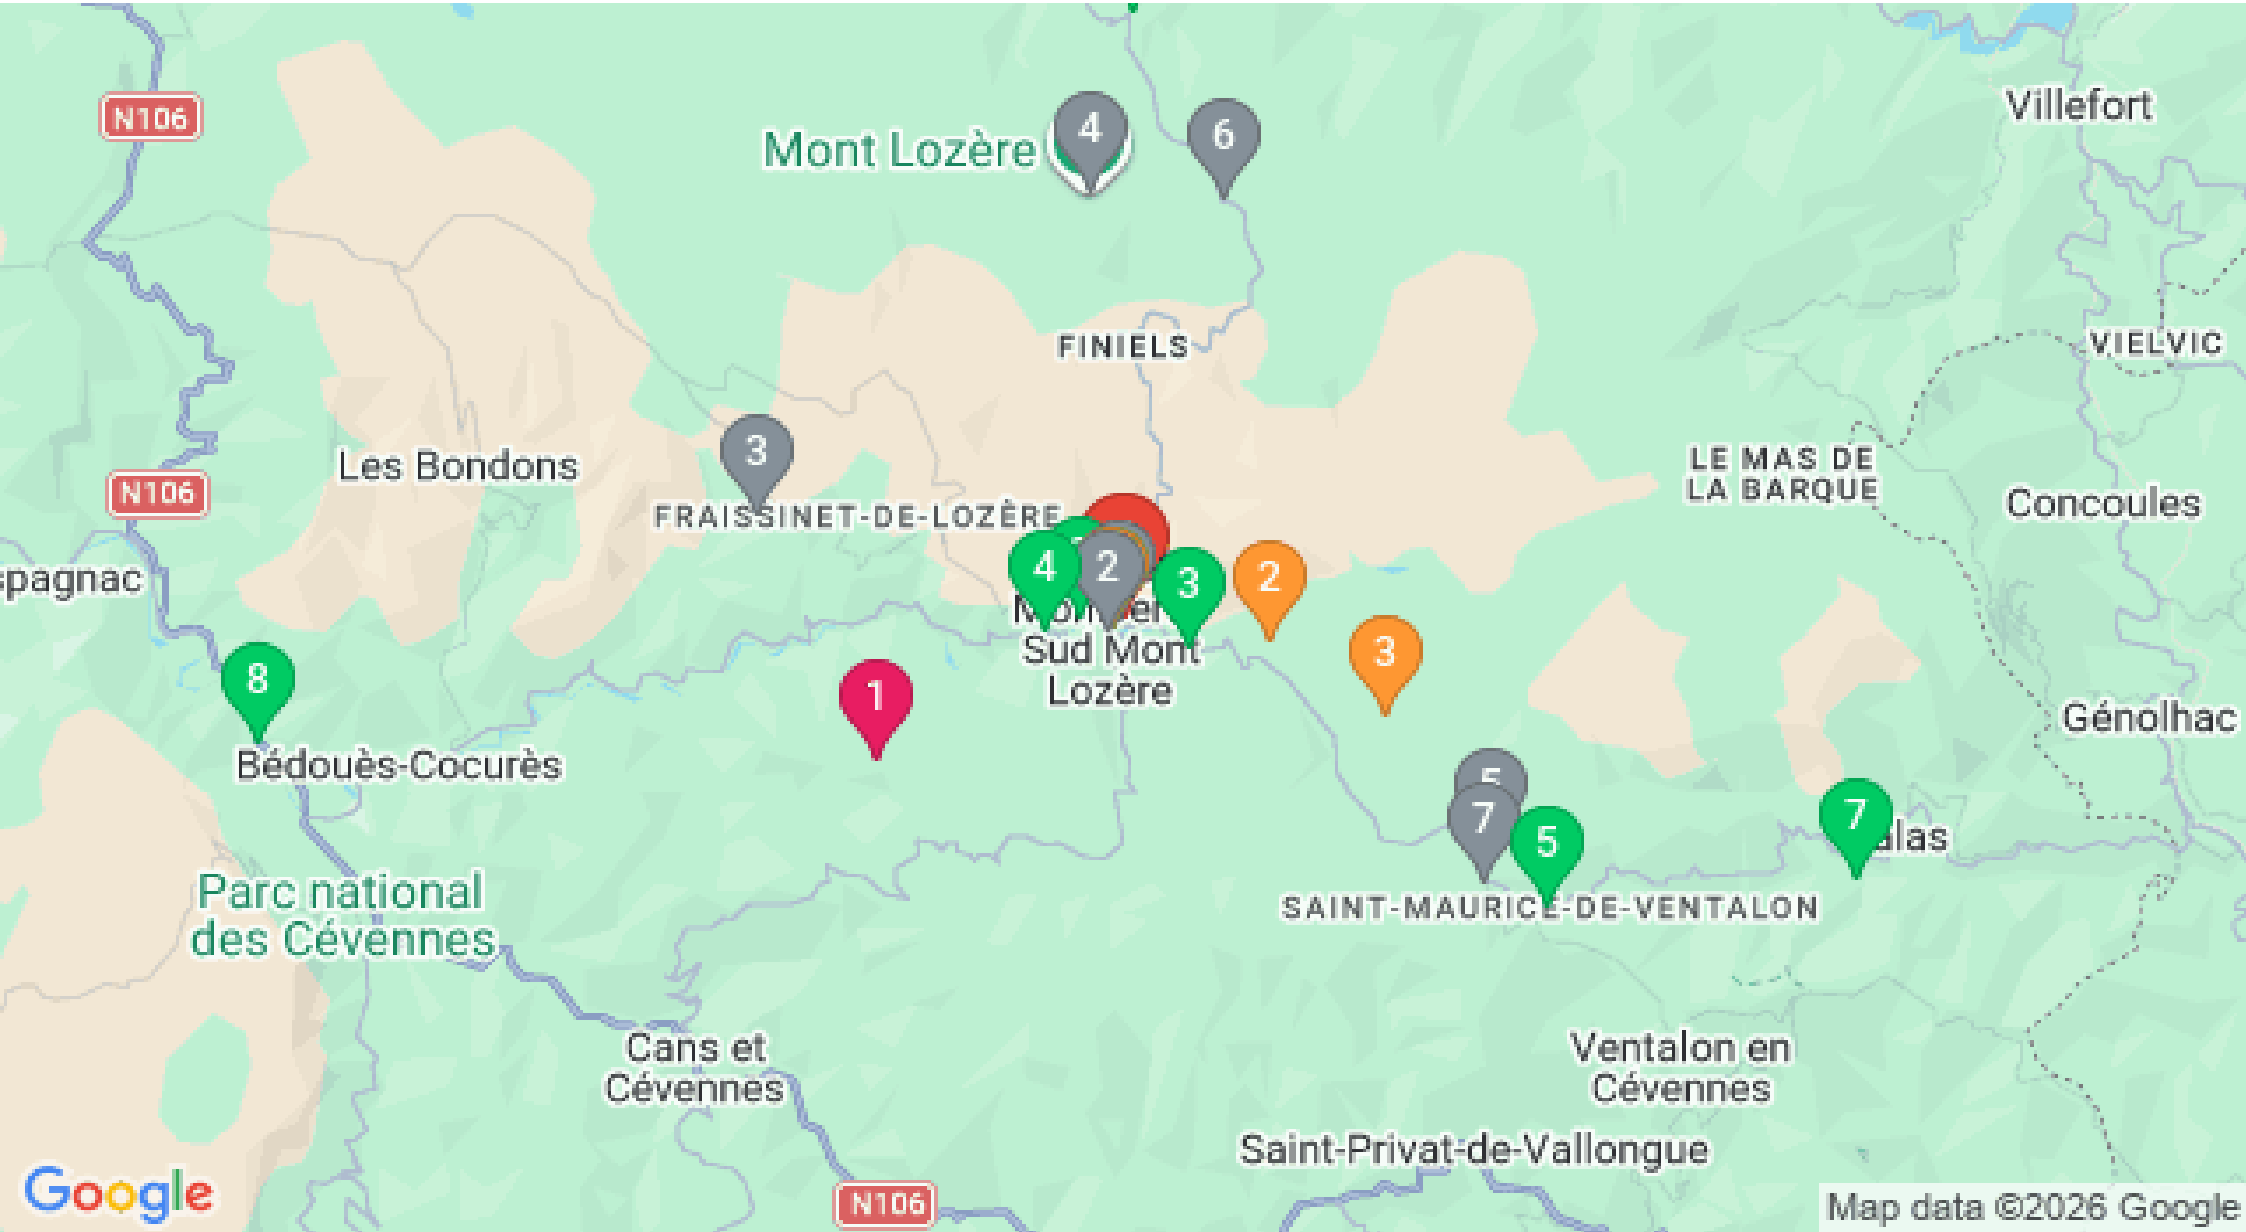 N106
Villefort
4
6
Mont Lozère
FINIELS
VIELVIC
3
Les Bondons
LE MAS DE
LA BARQUE
N106
Concoules
FRAISSINET-DE-LOZÈRE
4
2
3
2
Sud Mont
Lozère
3
8
1
Génolhac
Bédouès-Cocurès
5
7
5
7
Parc national
des Cévennes
SAINT-MAURICE-DE-VENTALON
Cans et
Cévennes
Ventalon en
Cévennes
Saint-Privat-de-Vallongue
Google
N106
Map data ©2026 Google